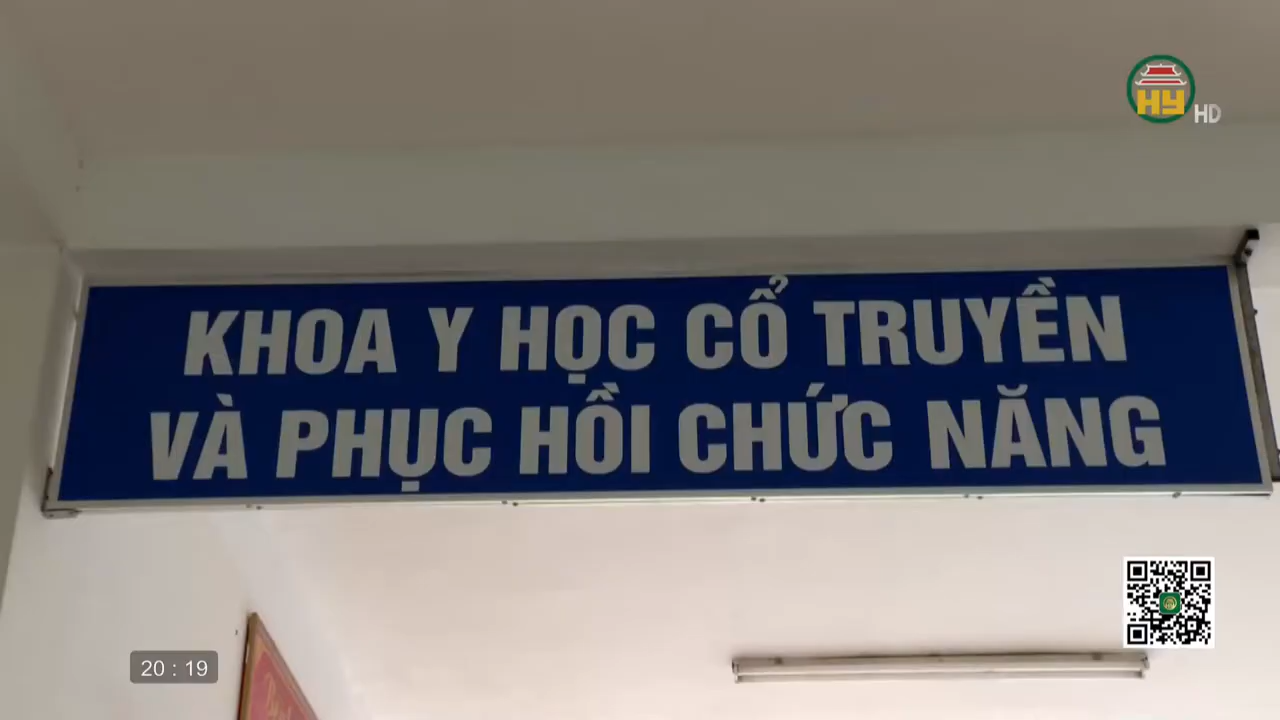 HY HD
KHOA Y HỌC CỔ TRUYỀN
VÀ PHỤC HỒI CHỨC NĂNG
20 : 19